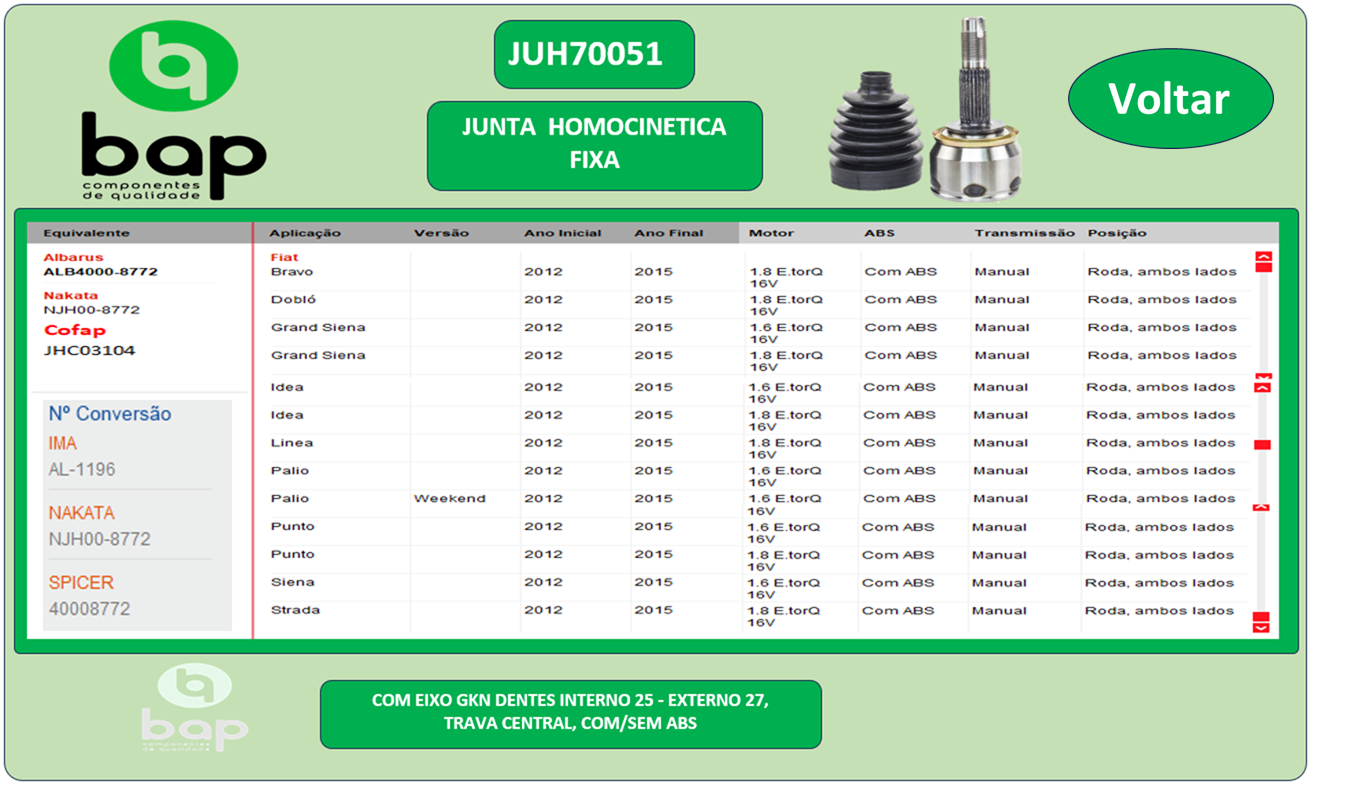 bap
componentes
de qualidade
JUH70051
JUNTA HOMOCINETICA
FIXA
Voltar
Equivalente
Albarus
ALB4000-8772
Nakata
NJH00-8772
Cofap
JHC03104
Nº Conversão
IMA
AL-1196
NAKATA
NJH00-8772
SPICER
40008772
Aplicação Versão Ano Inicial Ano Final Motor ABS Transmissão Posição
Fiat
Bravo 2012 2015 1.8 E.torQ Com ABS Manual Roda, ambos lados
16V
Dobló 2012 2015 1.8 E.torQ Com ABS Manual Roda, ambos lados
16V
Grand Siena 2012 2015 1.6 E.torQ Com ABS Manual Roda, ambos lados
16V
Grand Siena 2012 2015 1.8 E.torQ Com ABS Manual Roda, ambos lados
16V
Idea 2012 2015 1.6 E.torQ Com ABS Manual Roda, ambos lados
16V
Idea 2012 2015 1.8 E.torQ Com ABS Manual Roda, ambos lados
16V
Linea 2012 2015 1.8 E.torQ Com ABS Manual Roda, ambos lados
16V
Palio 2012 2015 1.6 E.torQ Com ABS Manual Roda, ambos lados
16V
Palio Weekend 2012 2015 1.6 E.torQ Com ABS Manual Roda, ambos lados
16V
Punto 2012 2015 1.6 E.torQ Com ABS Manual Roda, ambos lados
16V
Punto 2012 2015 1.8 E.torQ Com ABS Manual Roda, ambos lados
16V
Siena 2012 2015 1.6 E.torQ Com ABS Manual Roda, ambos lados
16V
Strada 2012 2015 1.8 E.torQ Com ABS Manual Roda, ambos lados
16V
bap
componentes
de qualidade
COM EIXO GKN DENTES INTERNO 25 - EXTERNO 27,
TRAVA CENTRAL, COM/SEM ABS